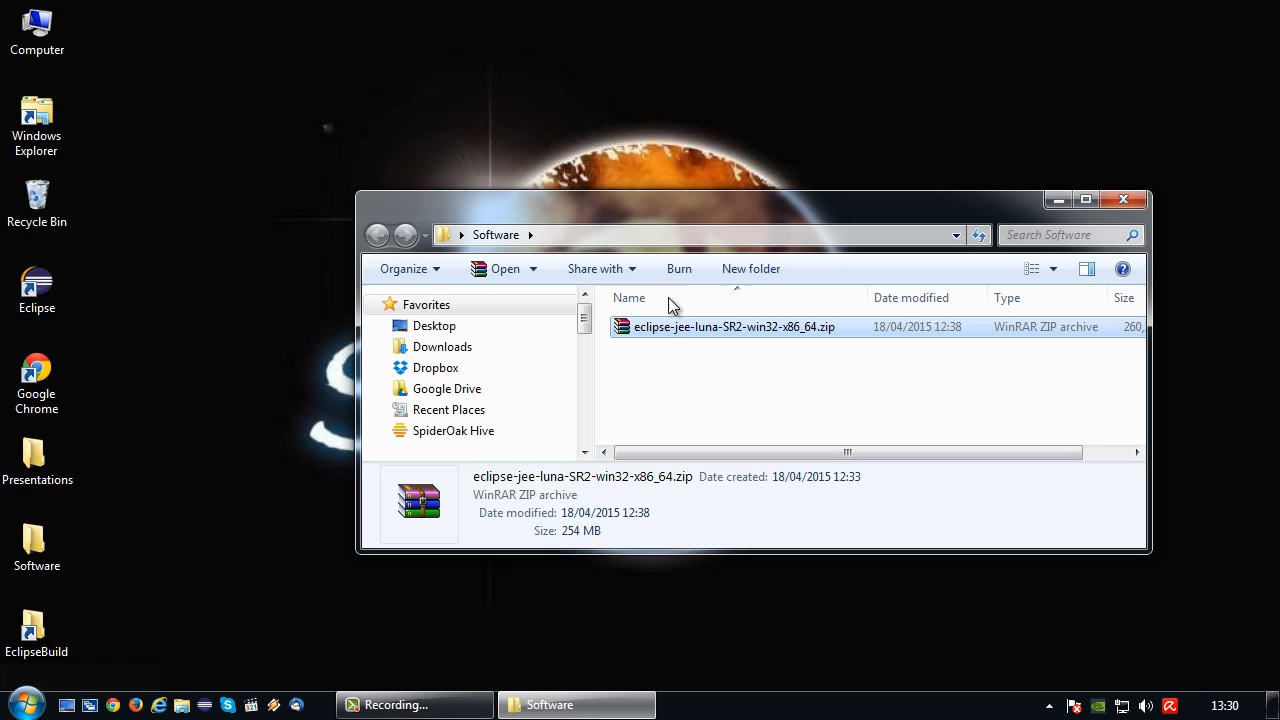 Computer
Windows
Explorer
Recycle Bin
Eclipse
Google
Chrome
Presentations
Software
EclipseBuild
Software
Search Software
Organize
Open
Share with
Burn
New folder
Favorites
Desktop
Downloads
Dropbox
Google Drive
Recent Places
SpiderOak Hive
Name Date modified Type Size
eclipse-jee-luna-SR2-win32-x86_64.zip 18/04/2015 12:38 WinRAR ZIP archive 260,
eclipse-jee-luna-SR2-win32-x86_64.zip Date created: 18/04/2015 12:33
WinRAR ZIP archive
Date modified: 18/04/2015 12:38
Size: 254 MB
Recording...
Software
13:30